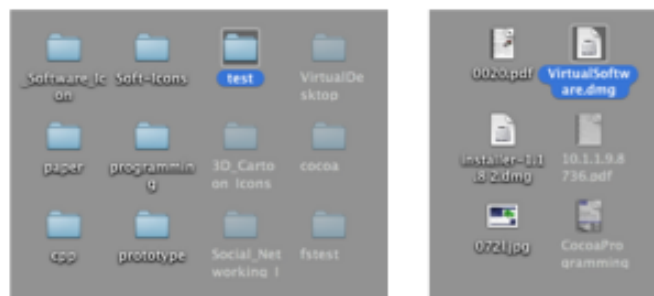 _Software_Ic
on
Soft-Icons
test
VirtualDe
sktop
paper
programmin
g
3D_Carto
on Icons
cocoa
cpp
prototype
Social_Net
working I
fstest
0020.pdf
VirtualSoftw
are.dmg
installer-1.1
.8 2.dmg
10.1.1.9.8
736.pdf
0721.jpg
CocoaPro
gramming